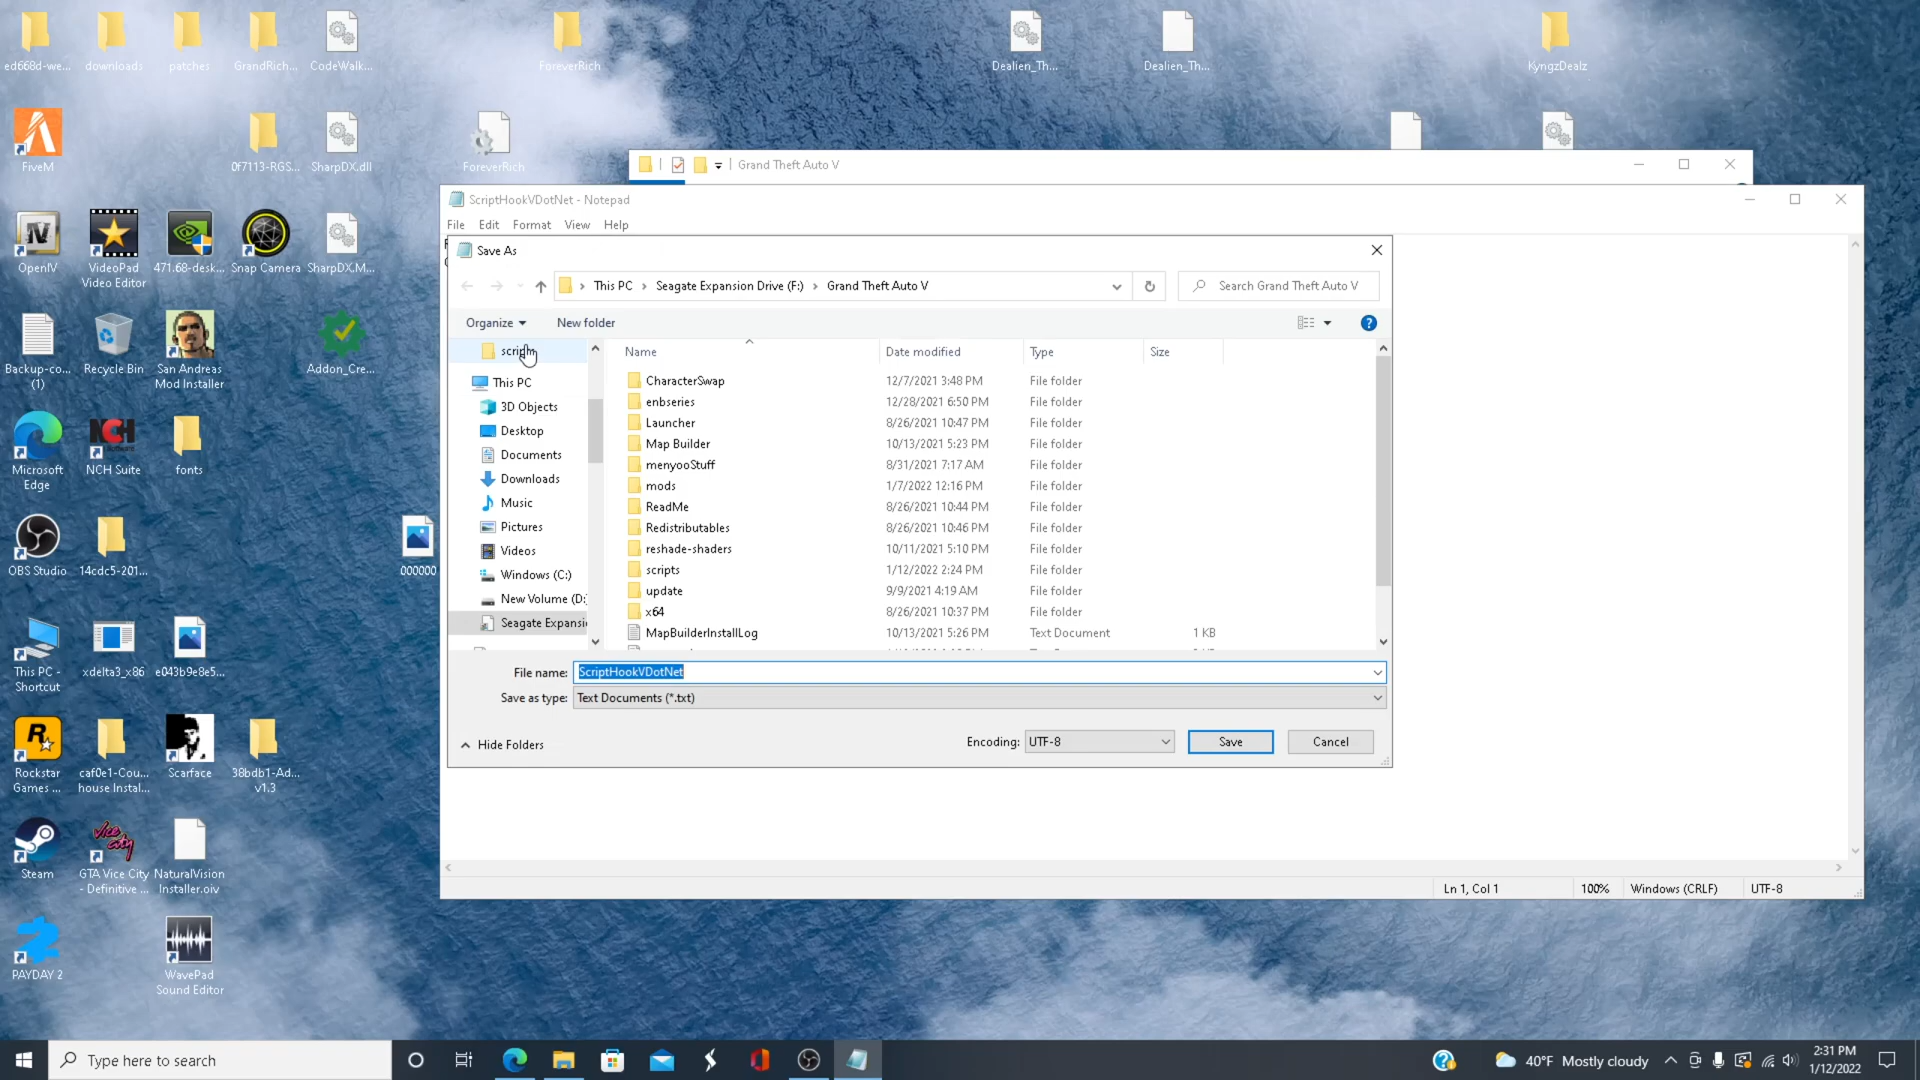 ed668d-we...
downloads
patches
GrandRich...
CodeWalk...
ForeverRich
Dealien_Th...
Dealien_Th...
KyngzDealz
FiveM
0f7113-RGS...
SharpDX.dll
ForeverRich
Grand Theft Auto V
ScriptHookVDotNet - Notepad
File
Edit
Format
View
Help
OpenIV
VideoPad
Video Editor
471.68-desk...
Snap Camera
SharpDX.M...
Save As
This PC
Seagate Expansion Drive (F:)
Grand Theft Auto V
Search Grand Theft Auto V
Organize
New folder
Backup-co...
(1)
Recycle Bin
San Andreas
Mod Installer
Addon_Cre...
This PC
3D Objects
Desktop
Documents
Downloads
Music
Pictures
Videos
Windows (C:)
New Volume (D:
Seagate Expansi
Name
Date modified
Type
Size
CharacterSwap 12/7/2021 3:48 PM File folder
enbseries 12/28/2021 6:50 PM File folder
Launcher 8/26/2021 10:47 PM File folder
Map Builder 10/13/2021 5:23 PM File folder
menyooStuff 8/31/2021 7:17 AM File folder
mods 1/7/2022 12:16 PM File folder
ReadMe 8/26/2021 10:44 PM File folder
Redistributables 8/26/2021 10:46 PM File folder
reshade-shaders 10/11/2021 5:10 PM File folder
scripts 1/12/2022 2:24 PM File folder
update 9/9/2021 4:19 AM File folder
x64 8/26/2021 10:37 PM File folder
MapBuilderInstallLog 10/13/2021 5:26 PM Text Document 1 KB
File name: ScriptHookVDotNet
Save as type: Text Documents (*.txt)
Hide Folders
Encoding: UTF-8
Save
Cancel
Microsoft
Edge
NCH Suite
fonts
OBS Studio
14cdc5-201...
000000
This PC -
Shortcut
xdelta3_x86
e043b9e8e5...
Rockstar
Games ...
caf0e1-Cou...
house Instal...
Scarface
38bdb1-Ad...
v1.3
Steam
GTA Vice City
- Definitive ...
NaturalVision
Installer.oiv
Ln 1, Col 1
100%
Windows (CRLF)
UTF-8
PAYDAY 2
WavePad
Sound Editor
Type here to search
40°F Mostly cloudy
2:31 PM
1/12/2022